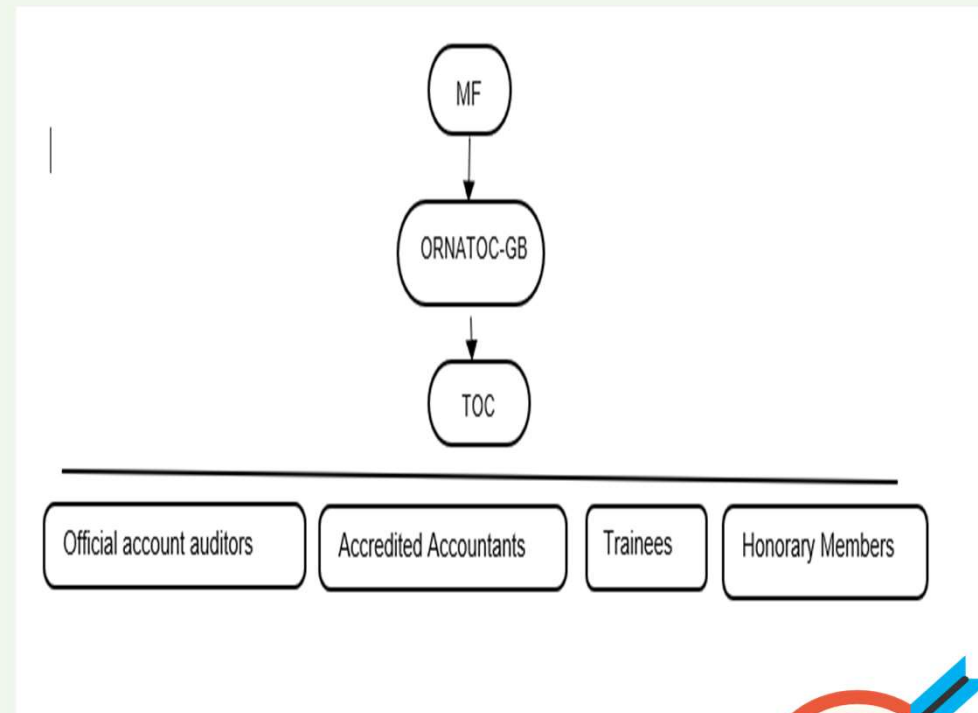 MF
ORNATOC-GB
TOC
Official account auditors
Accredited Accountants
Trainees
Honorary Members